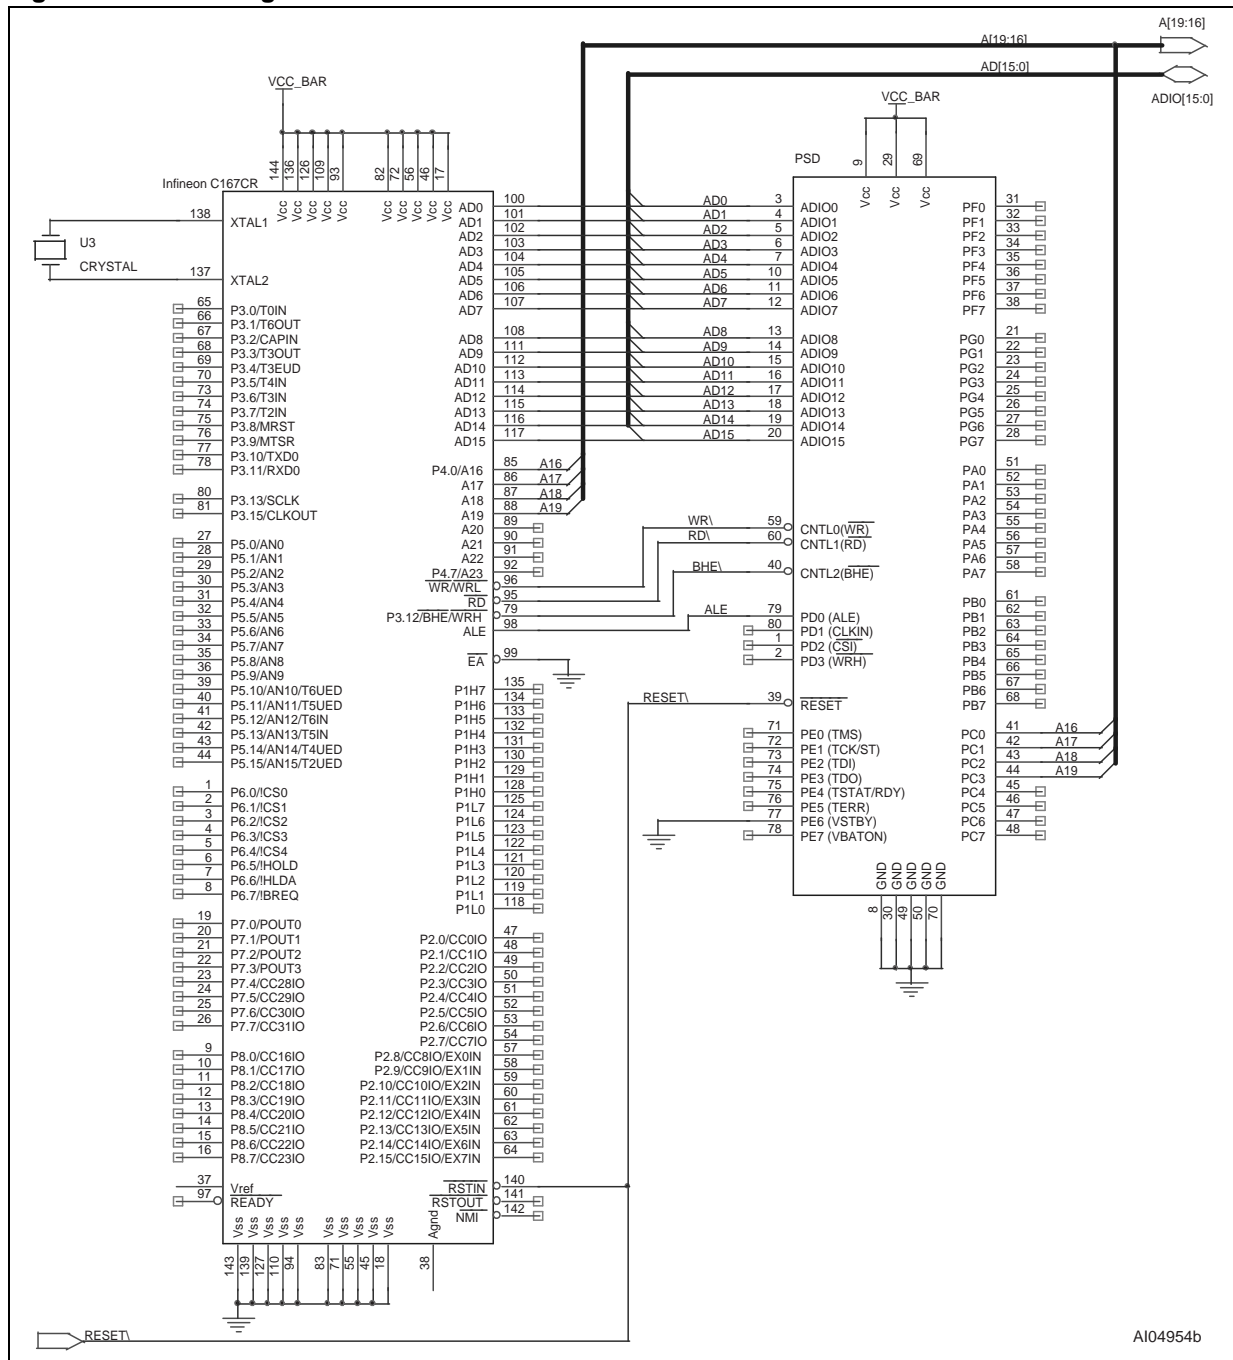 A[19:16]
A[19:16]
AD[15:0]
ADIO[15:0]
VCC_BAR
VCC_BAR
Infineon C167CR
144 136 126 109 93 82 72 56 46 17
Vcc Vcc Vcc Vcc Vcc Vcc Vcc Vcc Vcc Vcc
138 XTAL1
U3
CRYSTAL
137 XTAL2
65 P3.0/T0IN
66 P3.1/T6OUT
67 P3.2/CAPIN
68 P3.3/T3OUT
69 P3.4/T3EUD
70 P3.5/T4IN
73 P3.6/T3IN
74 P3.7/T2IN
75 P3.8/MRST
76 P3.9/MTSR
77 P3.10/TXD0
78 P3.11/RXD0
80 P3.13/SCLK
81 P3.15/CLKOUT
27 P5.0/AN0
28 P5.1/AN1
29 P5.2/AN2
30 P5.3/AN3
31 P5.4/AN4
32 P5.5/AN5
33 P5.6/AN6
34 P5.7/AN7
35 P5.8/AN8
36 P5.9/AN9
39 P5.10/AN10/T6UED
40 P5.11/AN11/T5UED
41 P5.12/AN12/T6IN
42 P5.13/AN13/T5IN
43 P5.14/AN14/T4UED
44 P5.15/AN15/T2UED
1 P6.0/!CS0
2 P6.1/!CS1
3 P6.2/!CS2
4 P6.3/!CS3
5 P6.4/!CS4
6 P6.5/!HOLD
7 P6.6/!HLDA
8 P6.7/!BREQ
19 P7.0/POUT0
20 P7.1/POUT1
21 P7.2/POUT2
22 P7.3/POUT3
23 P7.4/CC28IO
24 P7.5/CC29IO
25 P7.6/CC30IO
26 P7.7/CC31IO
9 P8.0/CC16IO
10 P8.1/CC17IO
11 P8.2/CC18IO
12 P8.3/CC19IO
13 P8.4/CC20IO
14 P8.5/CC21IO
15 P8.6/CC22IO
16 P8.7/CC23IO
37 Vref
97 READY
Vss Vss Vss Vss Vss Vss Vss Vss Vss Vss Agnd
143 139 127 110 94 83 71 55 45 18 38
AD0 100 AD0 3 ADIO0
AD1 101 AD1 4 ADIO1
AD2 102 AD2 5 ADIO2
AD3 103 AD3 6 ADIO3
AD4 104 AD4 7 ADIO4
AD5 105 AD5 10 ADIO5
AD6 106 AD6 11 ADIO6
AD7 107 AD7 12 ADIO7
AD8 108 AD8 13 ADIO8
AD9 111 AD9 14 ADIO9
AD10 112 AD10 15 ADIO10
AD11 113 AD11 16 ADIO11
AD12 114 AD12 17 ADIO12
AD13 115 AD13 18 ADIO13
AD14 116 AD14 19 ADIO14
AD15 117 AD15 20 ADIO15
P4.0/A16 85 A16
A17 86 A17
A18 87 A18
A19 88 A19
A20 89
A21 90
A22 91
P4.7/A23 92
WR/WRL 96
RD 95
P3.12/BHE/WRH 79
ALE 98
EA 99
P1H7 135
P1H6 134
P1H5 133
P1H4 132
P1H3 131
P1H2 130
P1H1 129
P1H0 128
P1L7 125
P1L6 124
P1L5 123
P1L4 122
P1L3 121
P1L2 120
P1L1 119
P1L0 118
P2.0/CC0IO 47
P2.1/CC1IO 48
P2.2/CC2IO 49
P2.3/CC3IO 50
P2.4/CC4IO 51
P2.5/CC5IO 52
P2.6/CC6IO 53
P2.7/CC7IO 54
P2.8/CC8IO/EX0IN 57
P2.9/CC9IO/EX1IN 58
P2.10/CC10IO/EX2IN 59
P2.11/CC11IO/EX3IN 60
P2.12/CC12IO/EX4IN 61
P2.13/CC13IO/EX5IN 62
P2.14/CC14IO/EX6IN 63
P2.15/CC15IO/EX7IN 64
RSTIN 140
RSTOUT 141
NMI 142
PSD
9 29 69
Vcc Vcc Vcc
WR\ 59 CNTL0(WR)
RD\ 60 CNTL1(RD)
BHE\ 40 CNTL2(BHE)
ALE 79 PD0 (ALE)
80 PD1 (CLKIN)
1 PD2 (CSI)
2 PD3 (WRH)
RESET\ 39 RESET
71 PE0 (TMS)
72 PE1 (TCK/ST)
73 PE2 (TDI)
74 PE3 (TDO)
75 PE4 (TSTAT/RDY)
76 PE5 (TERR)
77 PE6 (VSTBY)
78 PE7 (VBATON)
GND GND GND GND GND
8 30 49 50 70
PF0 31
PF1 32
PF2 33
PF3 34
PF4 35
PF5 36
PF6 37
PF7 38
PG0 21
PG1 22
PG2 23
PG3 24
PG4 25
PG5 26
PG6 27
PG7 28
PA0 51
PA1 52
PA2 53
PA3 54
PA4 55
PA5 56
PA6 57
PA7 58
PB0 61
PB1 62
PB2 63
PB3 64
PB4 65
PB5 66
PB6 67
PB7 68
PC0 41 A16
PC1 42 A17
PC2 43 A18
PC3 44 A19
PC4 45
PC5 46
PC6 47
PC7 48
RESET\
AI04954b